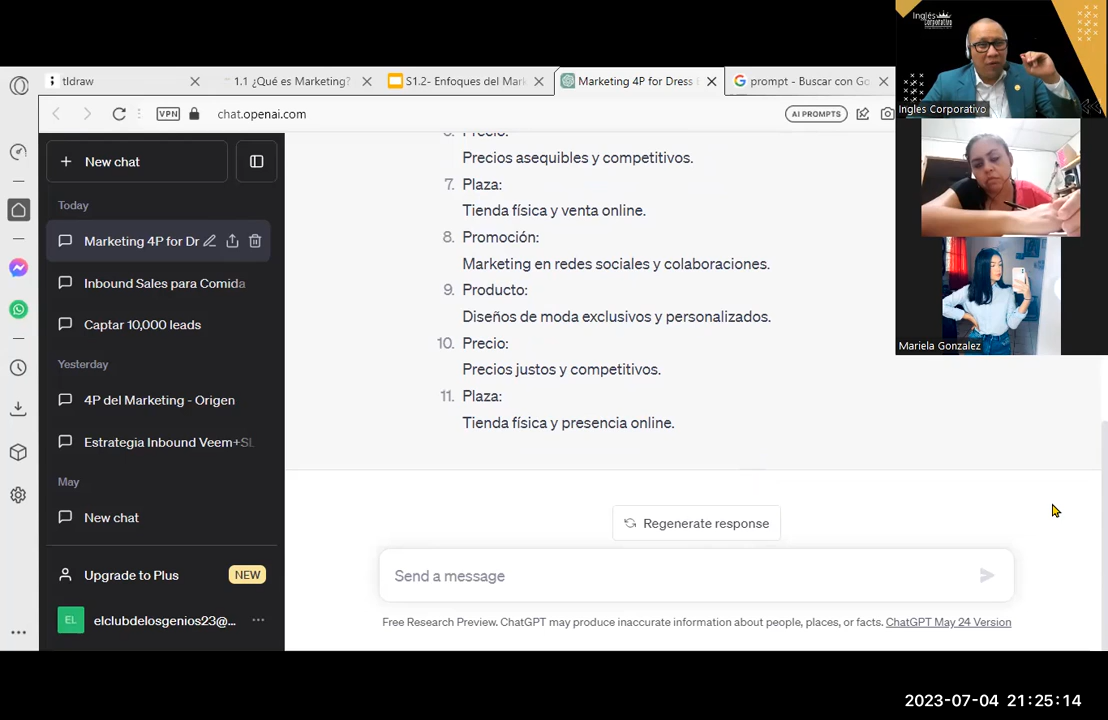 Inglés
Corporativo
Ingles Corporativo
Mariela Gonzalez
tldraw
1.1 ¿Qué es Marketing?
S1.2- Enfoques del Mark
Marketing 4P for Dress
prompt - Buscar con Go
VPN
chat.openai.com
AI PROMPTS
New chat
Today
Marketing 4P for Dr
Inbound Sales para Comida
Captar 10,000 leads
Yesterday
4P del Marketing - Origen
Estrategia Inbound Veem+SL
May
New chat
Upgrade to Plus
NEW
EL
elclubdelosgenios23@...
Precio:
Precios asequibles y competitivos.
7. Plaza:
Tienda física y venta online.
8. Promoción:
Marketing en redes sociales y colaboraciones.
9. Producto:
Diseños de moda exclusivos y personalizados.
10. Precio:
Precios justos y competitivos.
11. Plaza:
Tienda física y presencia online.
Regenerate response
Send a message
Free Research Preview. ChatGPT may produce inaccurate information about people, places, or facts. ChatGPT May 24 Version
2023-07-04 21:25:14